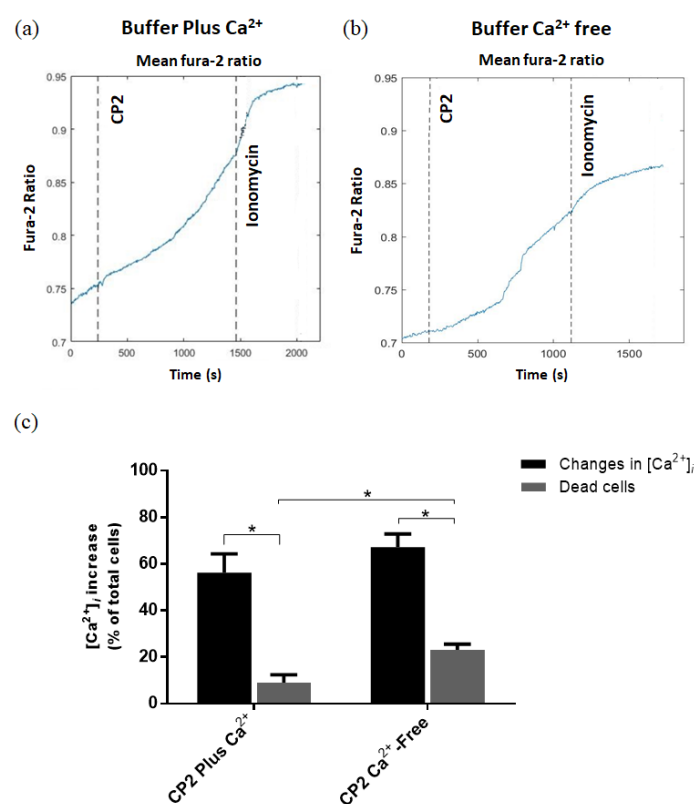 (a)
Buffer Plus Ca²⁺
Mean fura-2 ratio
0.95
0.9
0.85
0.8
0.75
0.7
Fura-2 Ratio
CP2
Ionomycin
0
500
1000
1500
2000
Time (s)
(b)
Buffer Ca²⁺ free
Mean fura-2 ratio
0.95
0.9
0.85
0.8
0.75
0.7
Fura-2 Ratio
CP2
Ionomycin
0
500
1000
1500
Time (s)
(c)
[Ca²⁺]i increase
(% of total cells)
100
80
60
40
20
0
*
*
*
Changes in [Ca²⁺]i
Dead cells
CP2 Plus Ca²⁺
CP2 Ca²⁺ -Free